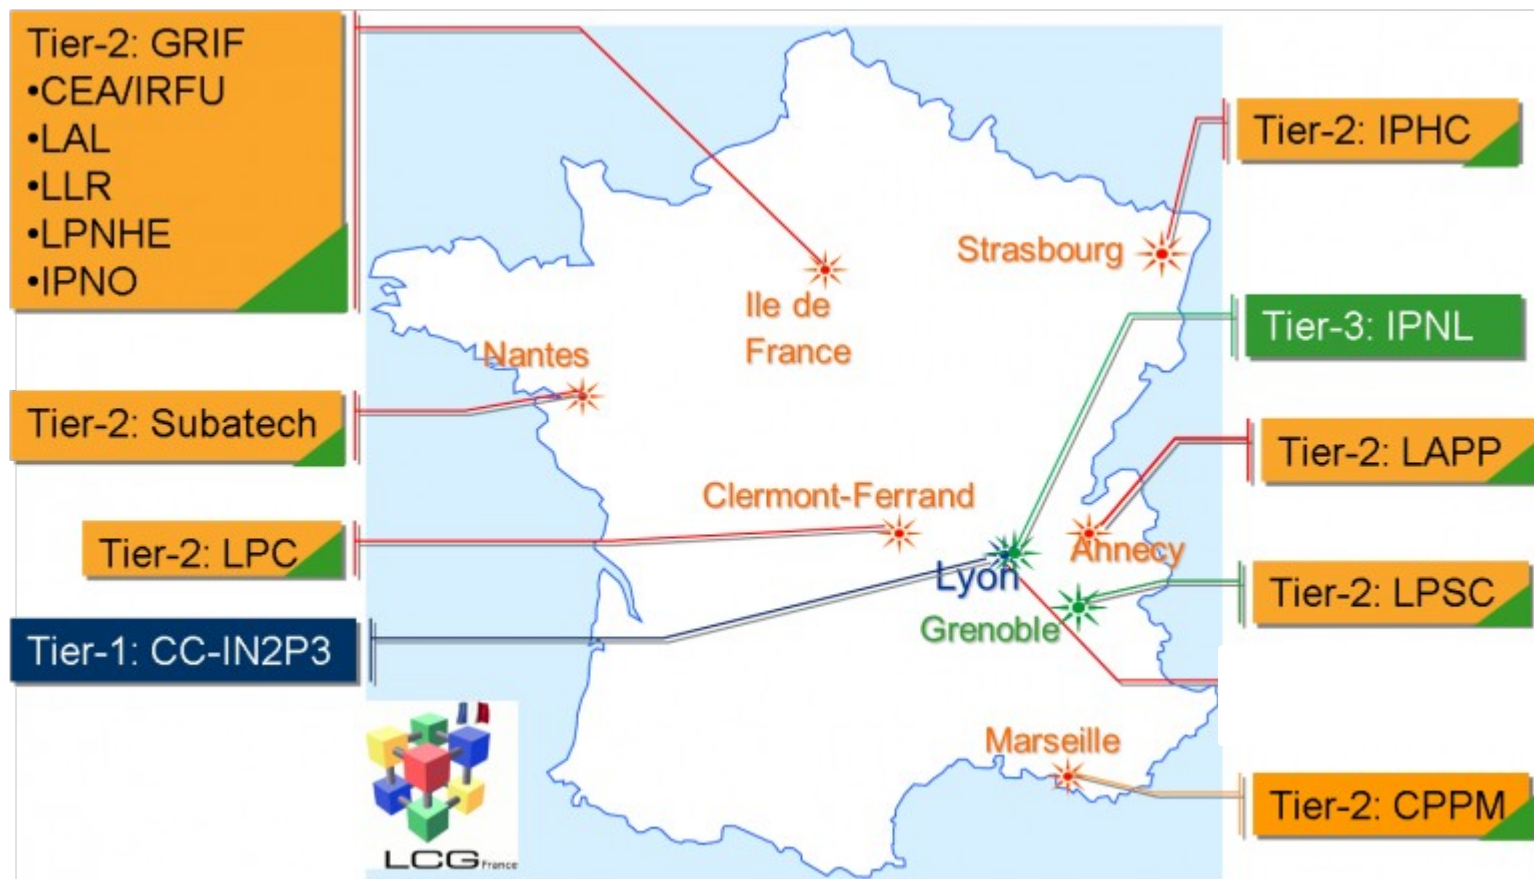 Tier-2: GRIF
•CEA/IRFU
•LAL
•LLR
•LPNHE
•IPNO
Tier-2: IPHC
Strasbourg
Ile de
France
Tier-3: IPNL
Nantes
Tier-2: Subatech
Tier-2: LAPP
Clermont-Ferrand
Annecy
Tier-2: LPC
Lyon
Tier-2: LPSC
Grenoble
Tier-1: CC-IN2P3
Marseille
Tier-2: CPPM
LCG France